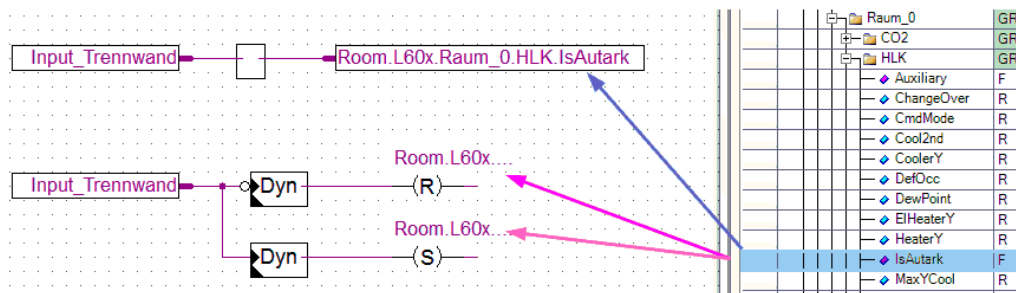 Input_Trennwand
Room.L60x.Raum_0.HLK.IsAutark
Room.L60x....
Input_Trennwand
Dyn
(R)
Room.L60x....
Dyn
(S)
Raum_0 GR
CO2 GR
HLK GR
Auxiliary F
ChangeOver R
CmdMode R
Cool2nd R
CoolerY R
DefOcc R
DewPoint R
ElHeaterY R
HeaterY R
IsAutark F
MaxYCool R